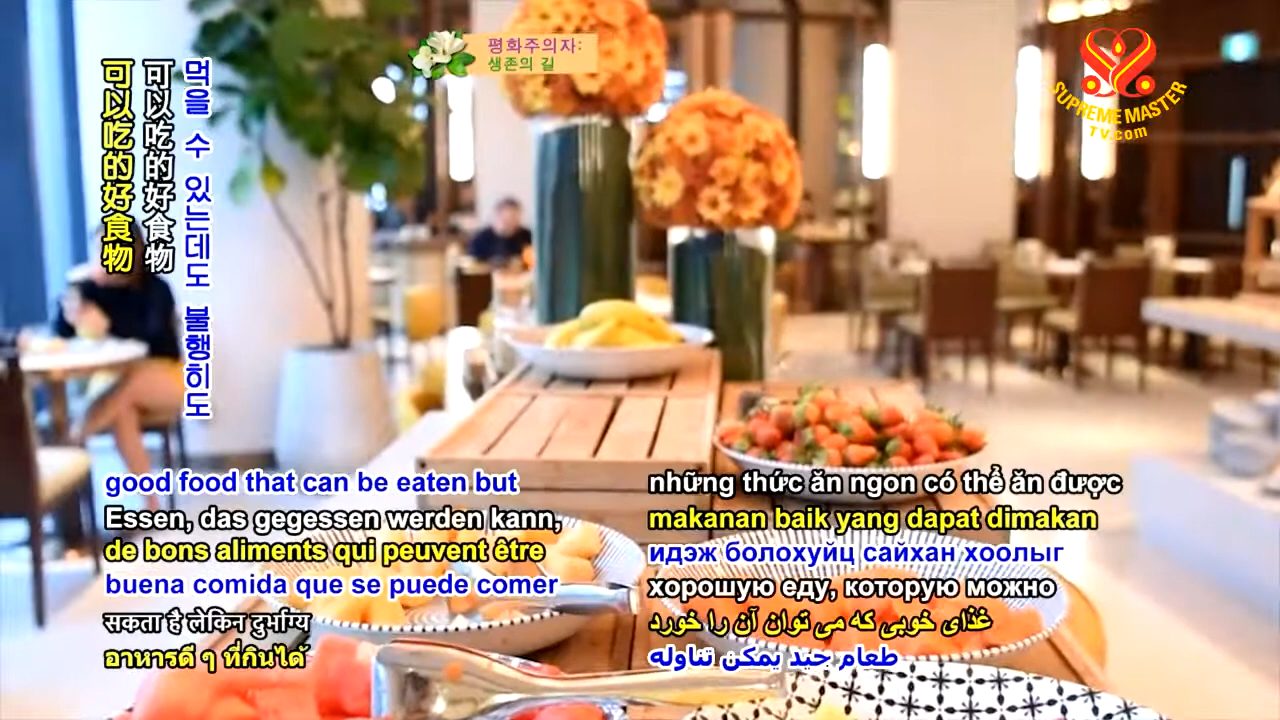 평화주의자:
생존의 길
SUPREME MASTER
TV.com
可以吃的好食物
可以吃的好食物
먹을 수 있는데도 불행히도
good food that can be eaten but
Essen, das gegessen werden kann,
de bons aliments qui peuvent être
buena comida que se puede comer
सकता है लेकिन दुर्भाग्य
อาหารดี ๆ ที่กินได้
những thức ăn ngon có thể ăn được
makanan baik yang dapat dimakan
идэж болохуйц сайхан хоолыг
хорошую еду, которую можно
غذای خوبی که می توان آن را خورد
طعام جيد يمكن تناوله